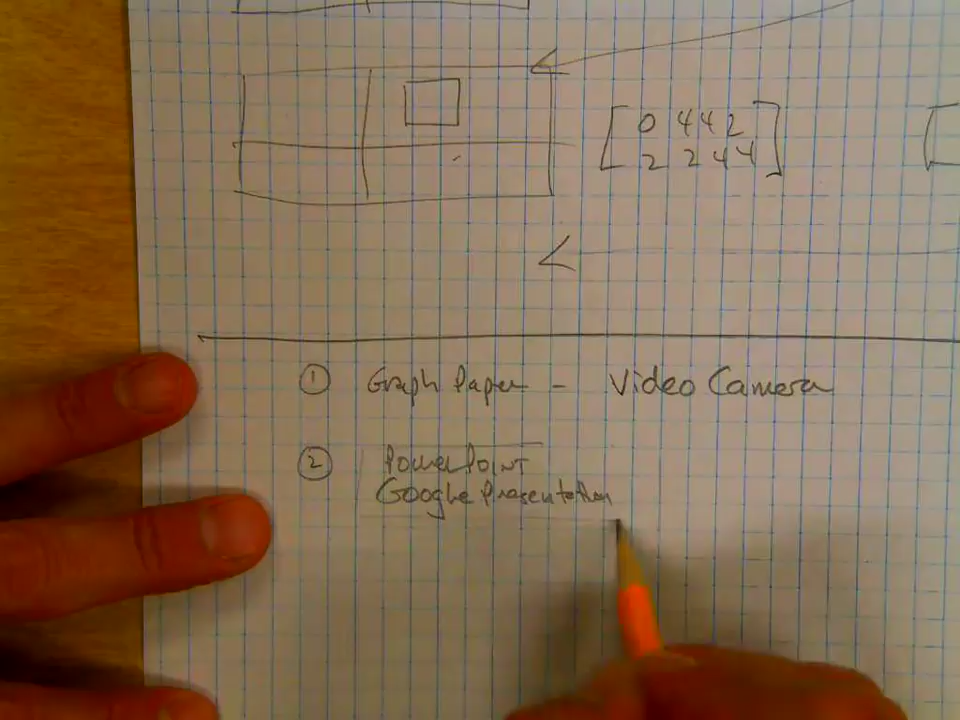 0 4 4 2
2 2 4 4
1 Graph Paper - Video Camera
2 PowerPoint
Google Presentation